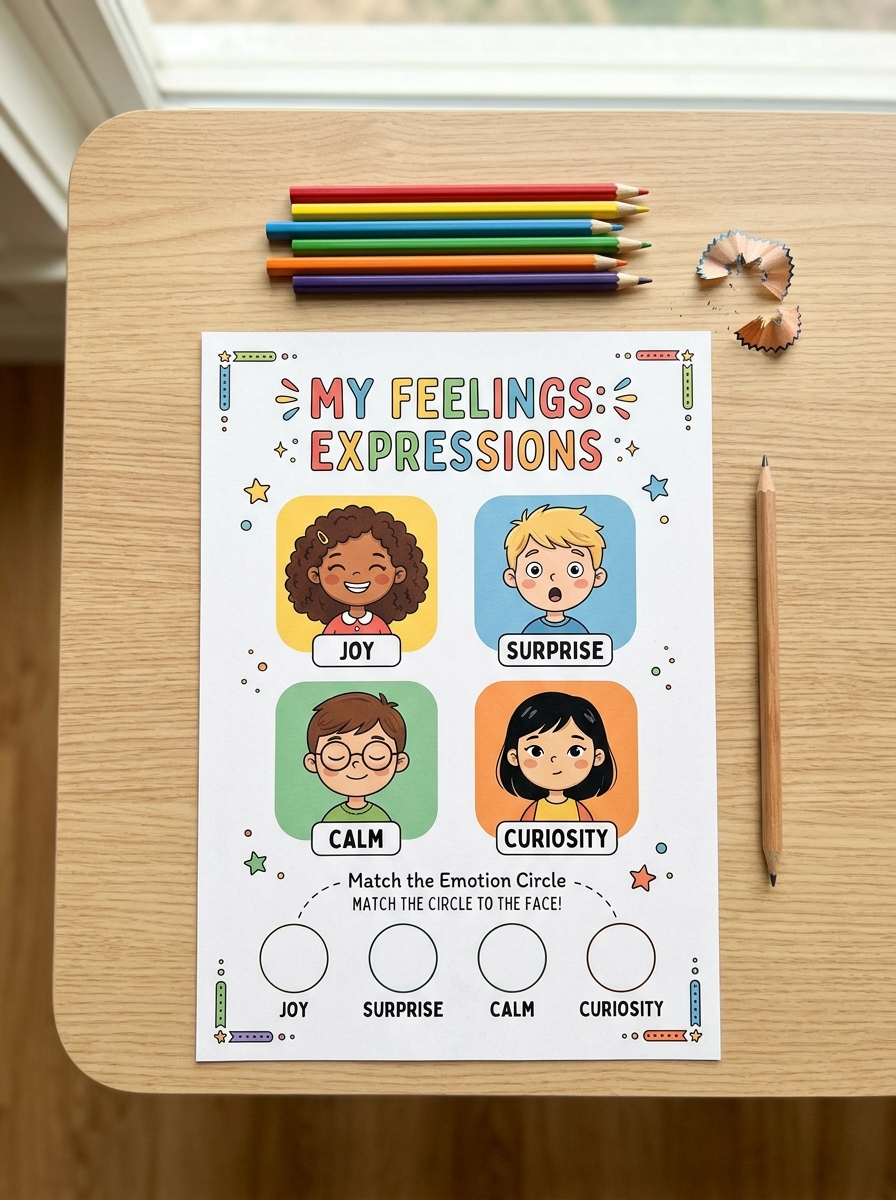 MY FEELINGS:
EXPRESSIONS
JOY
SURPRISE
CALM
CURIOSITY
Match the Emotion Circle
MATCH THE CIRCLE TO THE FACE!
JOY
SURPRISE
CALM
CURIOSITY